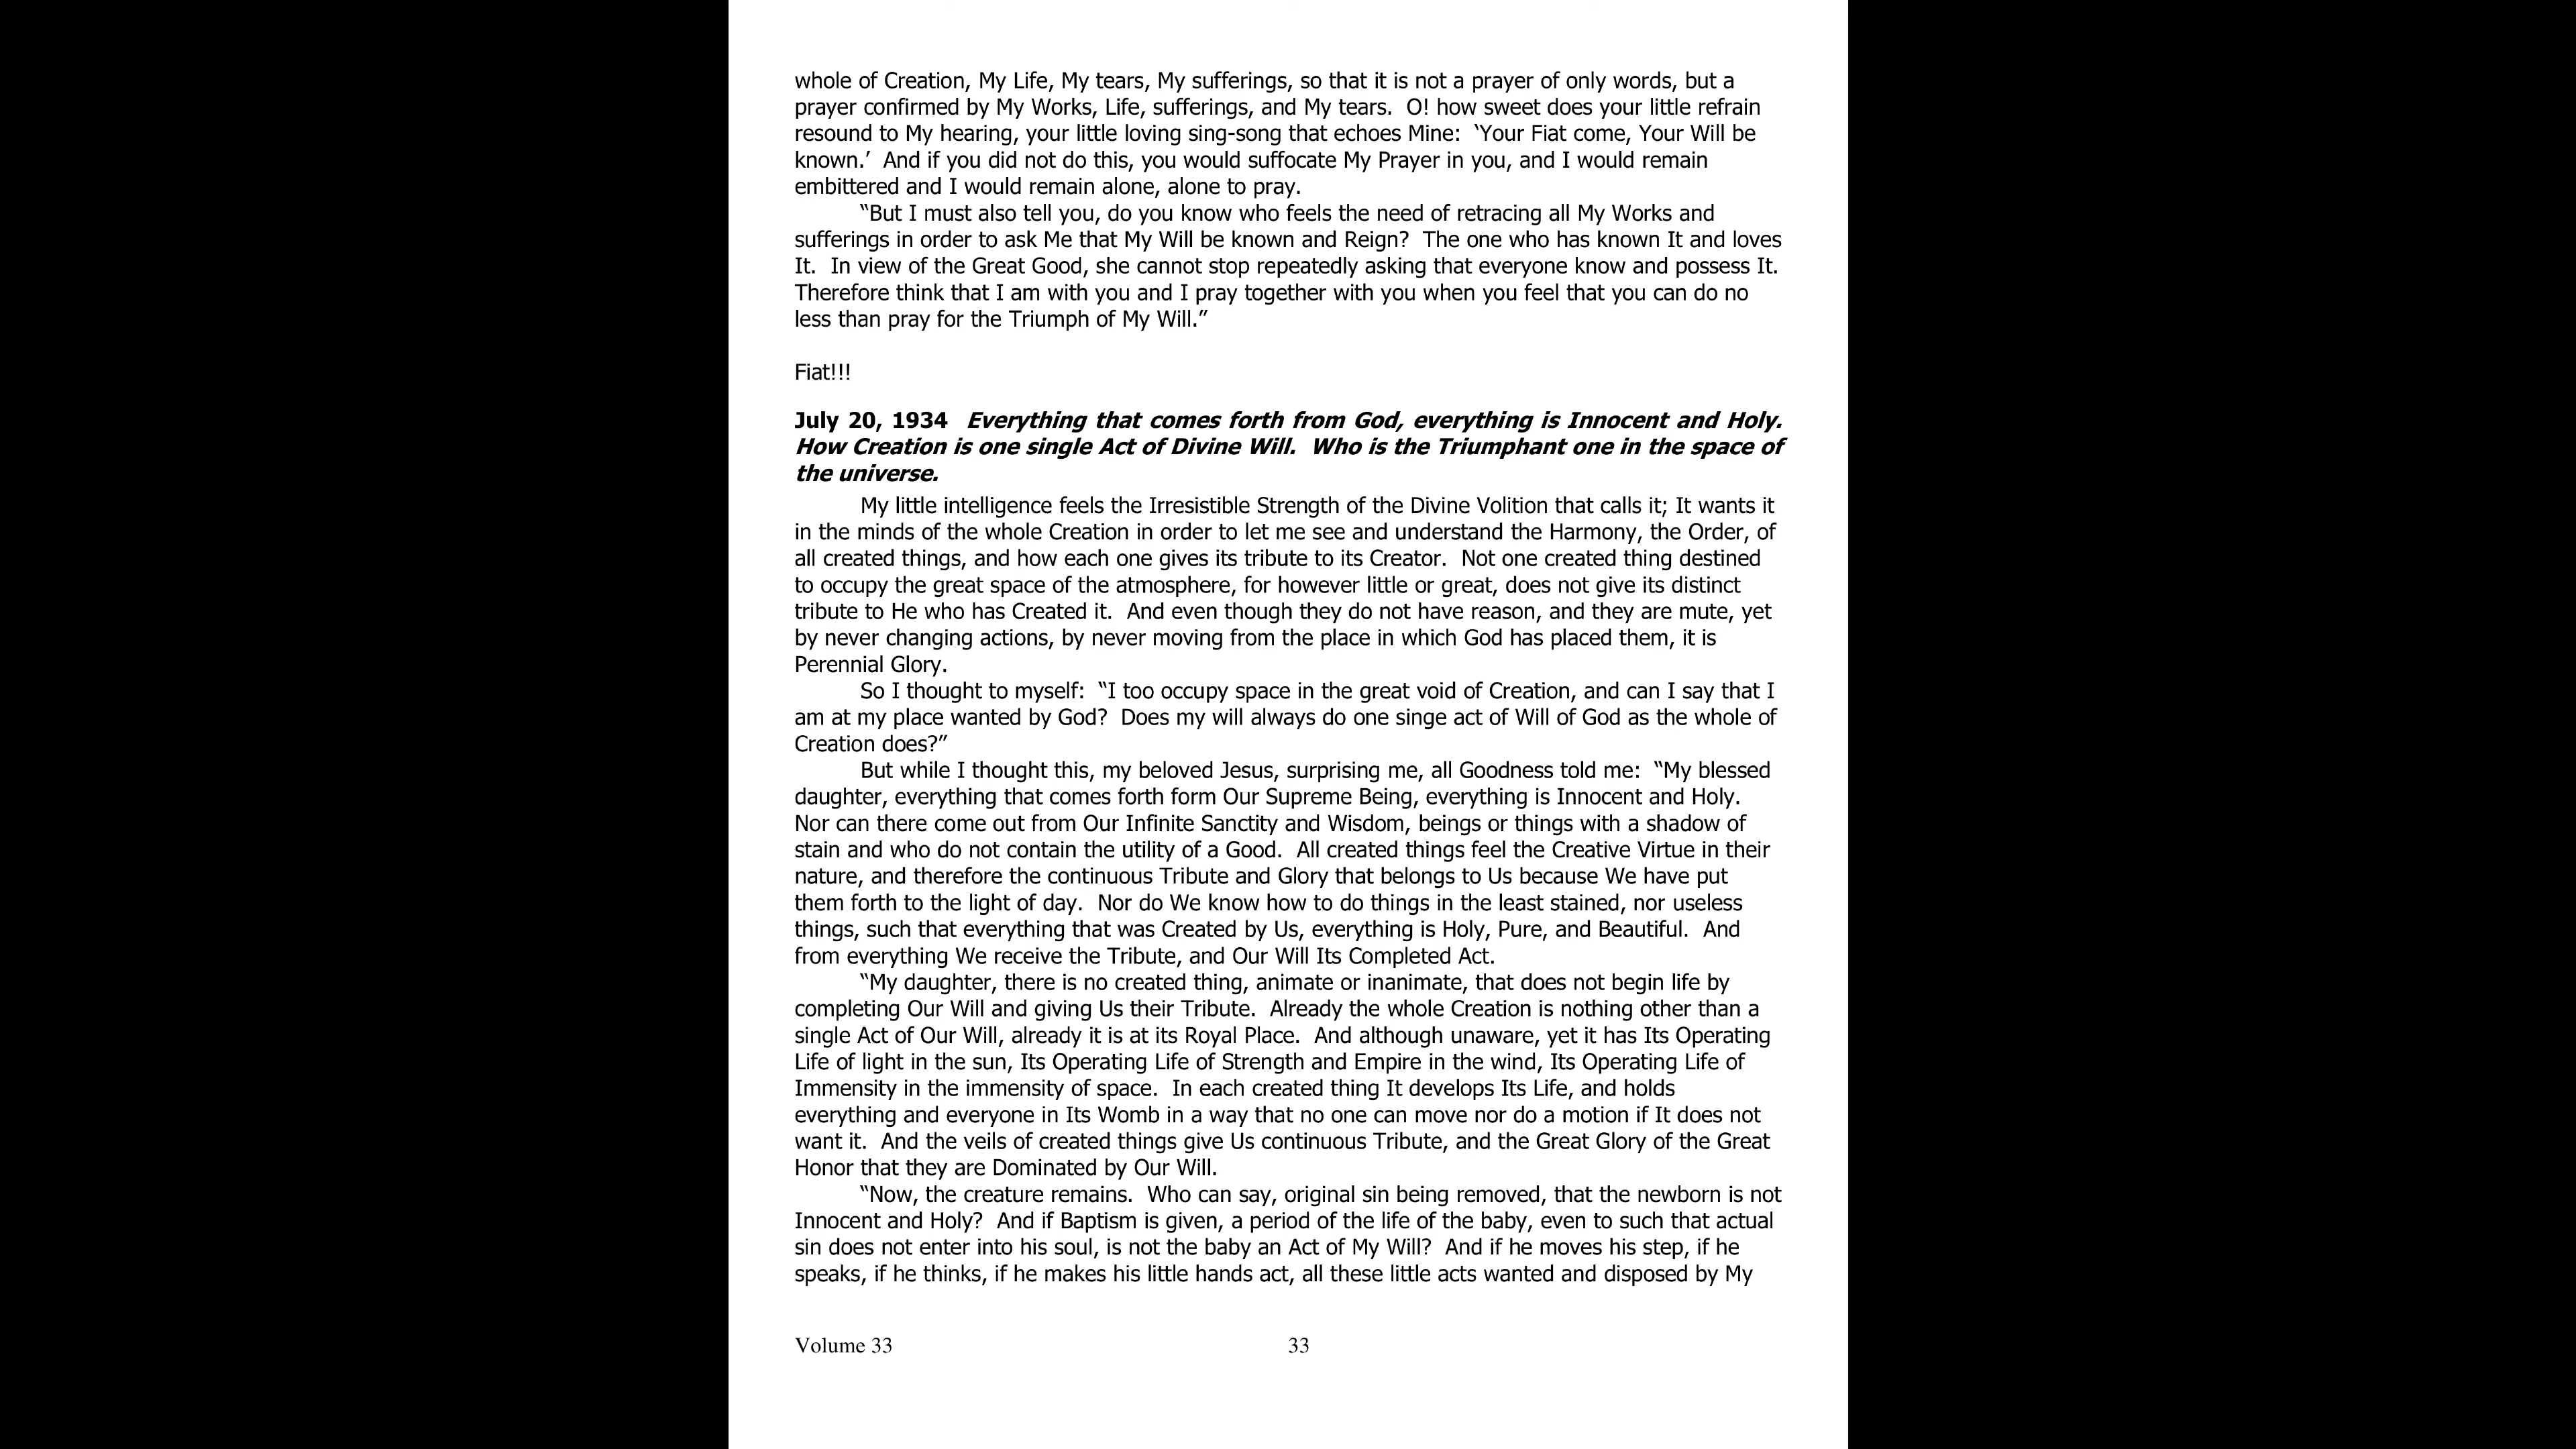 whole of Creation, My Life, My tears, My sufferings, so that it is not a prayer of only words, but a
prayer confirmed by My Works, Life, sufferings, and My tears.  O! how sweet does your little refrain
resound to My hearing, your little loving sing-song that echoes Mine:  ‘Your Fiat come, Your Will be
known.’  And if you did not do this, you would suffocate My Prayer in you, and I would remain
embittered and I would remain alone, alone to pray.
“But I must also tell you, do you know who feels the need of retracing all My Works and
sufferings in order to ask Me that My Will be known and Reign?  The one who has known It and loves
It.  In view of the Great Good, she cannot stop repeatedly asking that everyone know and possess It.
Therefore think that I am with you and I pray together with you when you feel that you can do no
less than pray for the Triumph of My Will.”
Fiat!!!
July 20, 1934  Everything that comes forth from God, everything is Innocent and Holy.
How Creation is one single Act of Divine Will.  Who is the Triumphant one in the space of
the universe.
My little intelligence feels the Irresistible Strength of the Divine Volition that calls it; It wants it
in the minds of the whole Creation in order to let me see and understand the Harmony, the Order, of
all created things, and how each one gives its tribute to its Creator.  Not one created thing destined
to occupy the great space of the atmosphere, for however little or great, does not give its distinct
tribute to He who has Created it.  And even though they do not have reason, and they are mute, yet
by never changing actions, by never moving from the place in which God has placed them, it is
Perennial Glory.
So I thought to myself:  “I too occupy space in the great void of Creation, and can I say that I
am at my place wanted by God?  Does my will always do one singe act of Will of God as the whole of
Creation does?”
But while I thought this, my beloved Jesus, surprising me, all Goodness told me:  “My blessed
daughter, everything that comes forth form Our Supreme Being, everything is Innocent and Holy.
Nor can there come out from Our Infinite Sanctity and Wisdom, beings or things with a shadow of
stain and who do not contain the utility of a Good.  All created things feel the Creative Virtue in their
nature, and therefore the continuous Tribute and Glory that belongs to Us because We have put
them forth to the light of day.  Nor do We know how to do things in the least stained, nor useless
things, such that everything that was Created by Us, everything is Holy, Pure, and Beautiful.  And
from everything We receive the Tribute, and Our Will Its Completed Act.
“My daughter, there is no created thing, animate or inanimate, that does not begin life by
completing Our Will and giving Us their Tribute.  Already the whole Creation is nothing other than a
single Act of Our Will, already it is at its Royal Place.  And although unaware, yet it has Its Operating
Life of light in the sun, Its Operating Life of Strength and Empire in the wind, Its Operating Life of
Immensity in the immensity of space.  In each created thing It develops Its Life, and holds
everything and everyone in Its Womb in a way that no one can move nor do a motion if It does not
want it.  And the veils of created things give Us continuous Tribute, and the Great Glory of the Great
Honor that they are Dominated by Our Will.
“Now, the creature remains.  Who can say, original sin being removed, that the newborn is not
Innocent and Holy?  And if Baptism is given, a period of the life of the baby, even to such that actual
sin does not enter into his soul, is not the baby an Act of My Will?  And if he moves his step, if he
speaks, if he thinks, if he makes his little hands act, all these little acts wanted and disposed by My
Volume 33 33